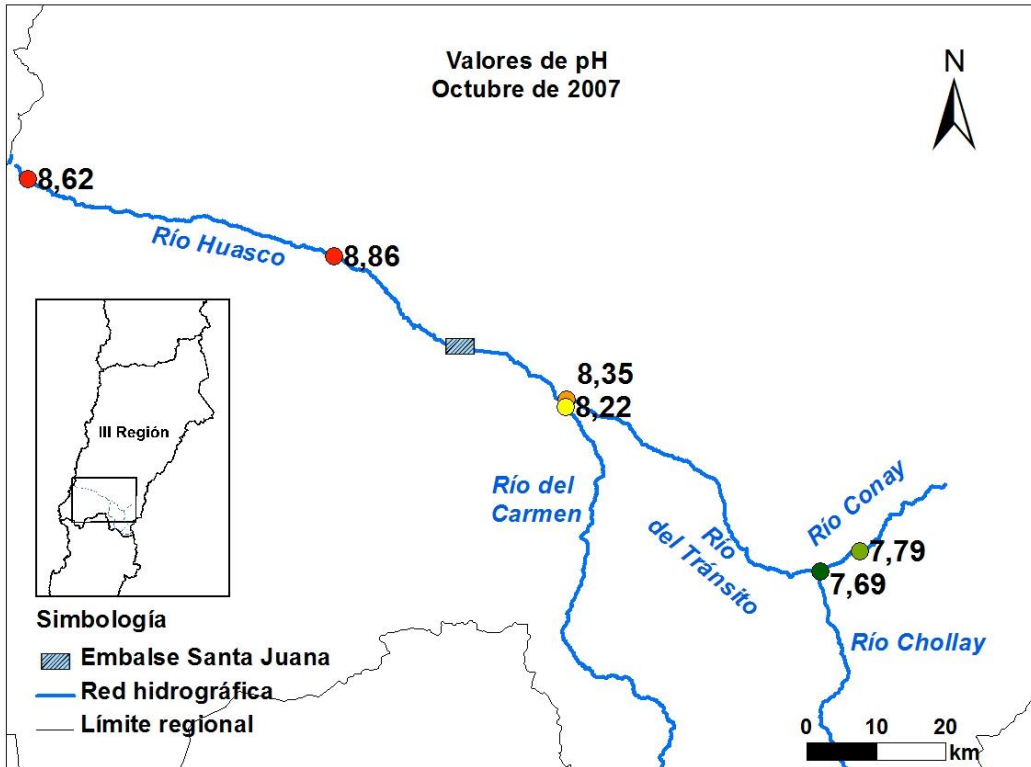 Valores de pH
Octubre de 2007
N
8,62
Río Huasco
8,86
8,35
8,22
III Región
Río del
Carmen
Río
del Tránsito
Río Conay
7,79
7,69
Río Chollay
Simbología
Embalse Santa Juana
Red hidrográfica
Límite regional
0 10 20
km